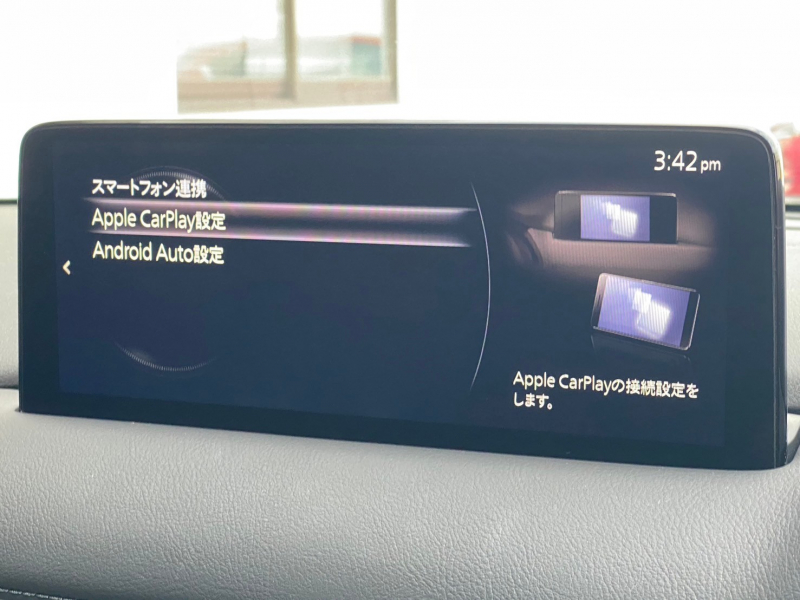 3:42 pm
スマートフォン連携
Apple CarPlay設定
Android Auto設定
Apple CarPlayの接続設定を
します。